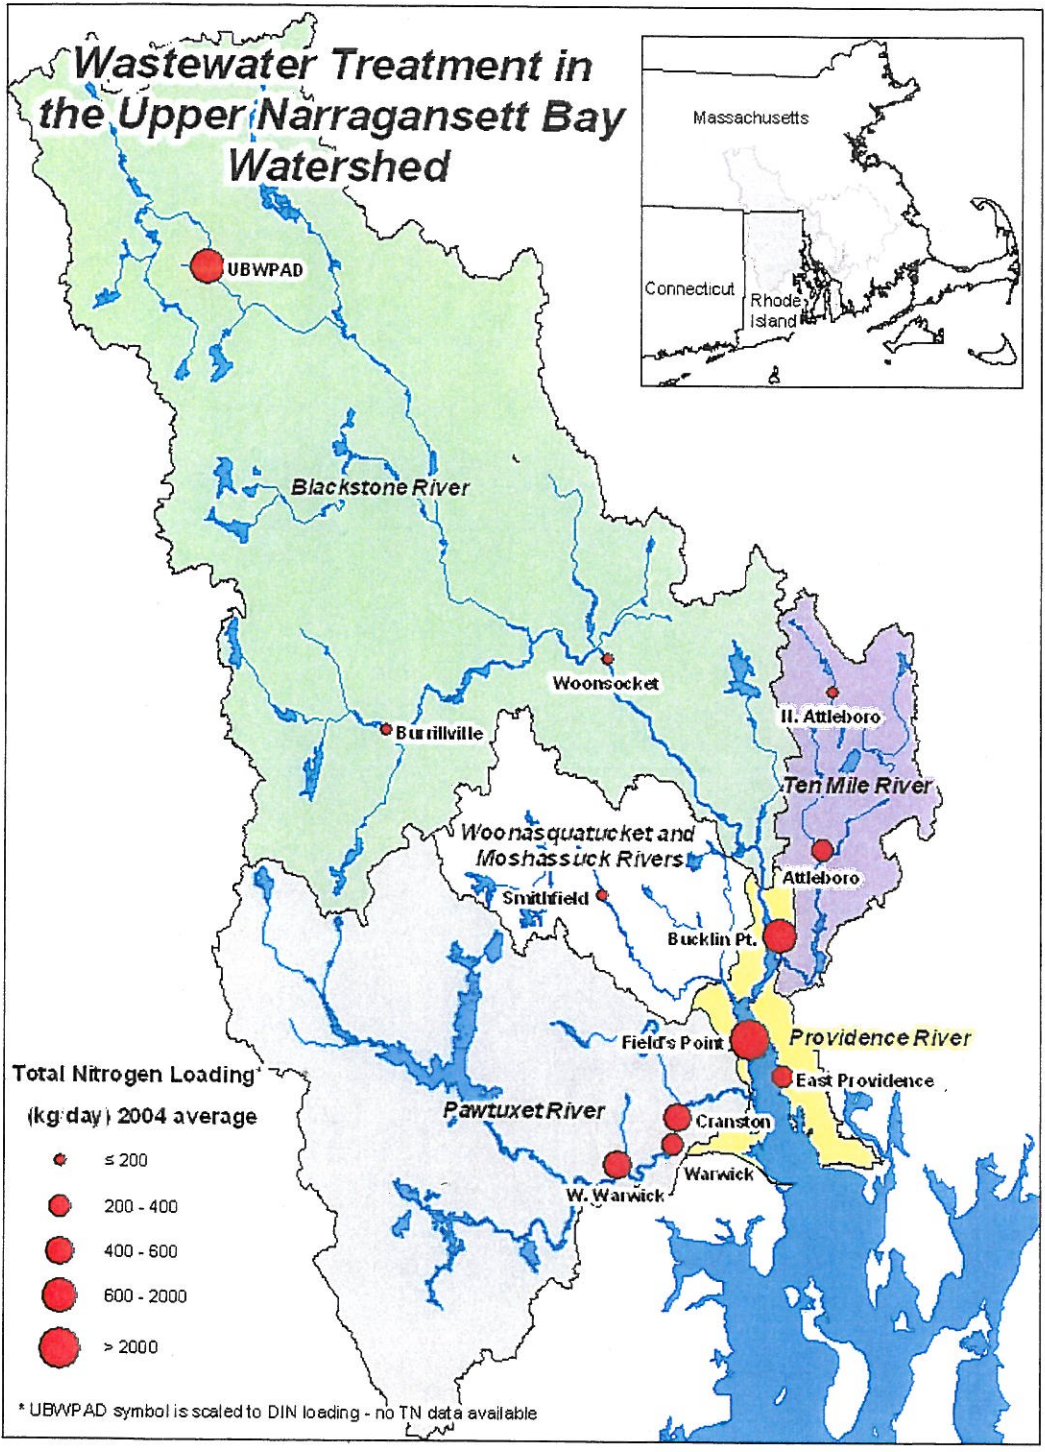 Wastewater Treatment in
the Upper Narragansett Bay
Watershed
Massachusetts
Connecticut
Rhode
Island
UBWPAD
Blackstone River
Woonsocket
Burrillville
N. Attleboro
Ten Mile River
Woonasquatucket and
Moshassuck Rivers
Attleboro
Smithfield
Bucklin Pt.
Field's Point
Providence River
East Providence
Pawtuxet River
Cranston
Warwick
W. Warwick
Total Nitrogen Loading*
(kg/day) 2004 average
≤ 200
200 - 400
400 - 600
600 - 2000
> 2000
* UBWPAD symbol is scaled to DIN loading - no TN data available